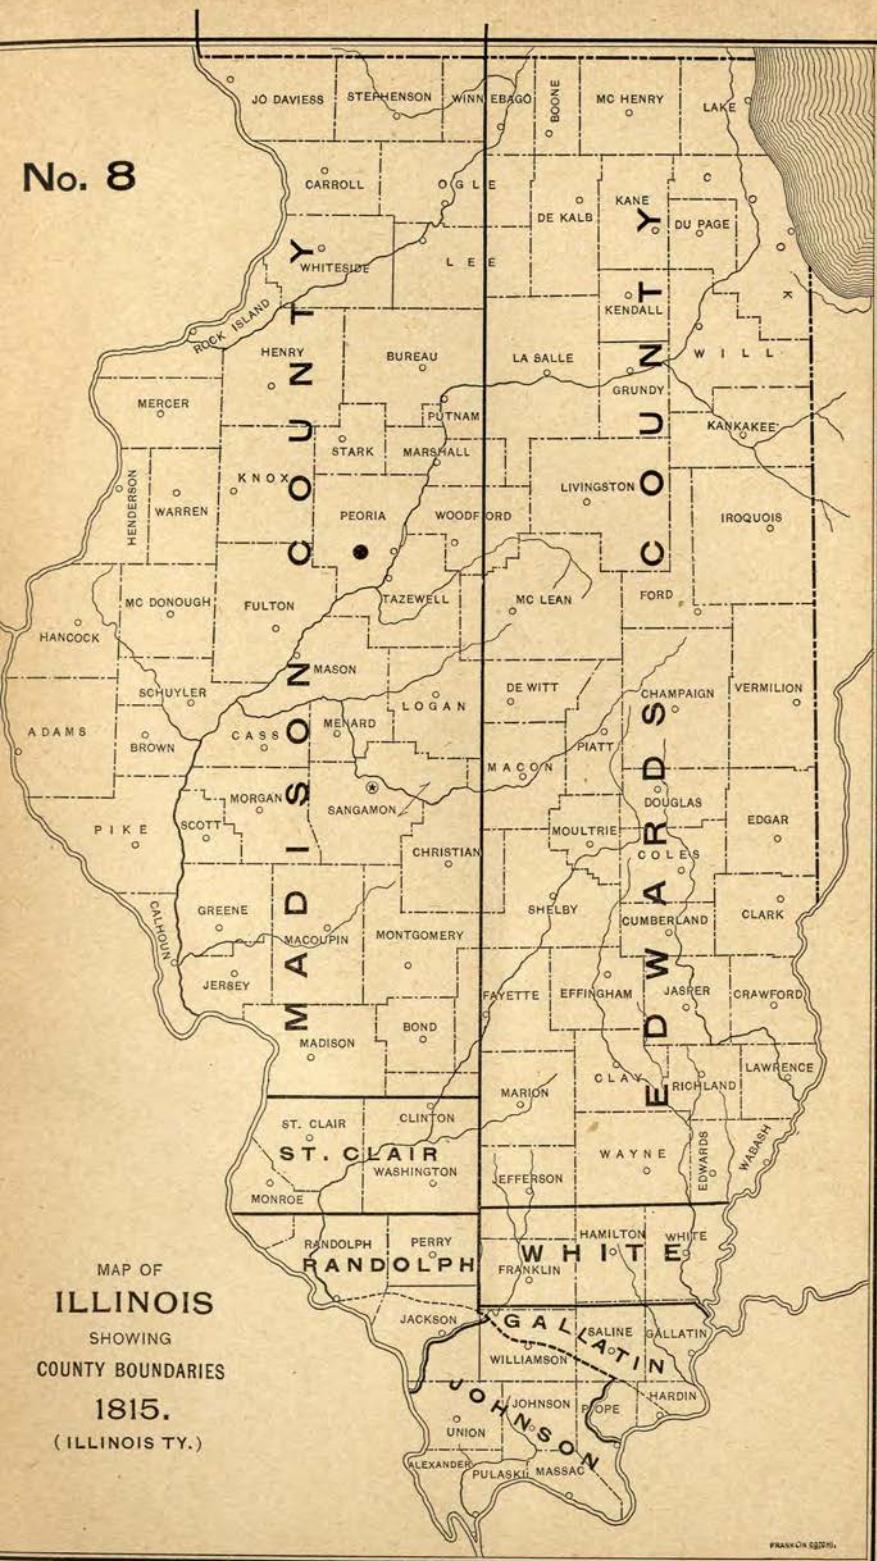 No. 8
JO DAVIESS
STEPHENSON
WINNEBAGO
BOONE
MC HENRY
LAKE
CARROLL
OGLE
DE KALB
KANE
COOK
DU PAGE
WHITESIDE
LEE
ROCK ISLAND
KENDALL
HENRY
BUREAU
LA SALLE
WILL
GRUNDY
MERCER
PUTNAM
KANKAKEE
STARK
MARSHALL
HENDERSON
WARREN
KNOX
PEORIA
WOODFORD
LIVINGSTON
IROQUOIS
MC DONOUGH
FULTON
TAZEWELL
MC LEAN
FORD
HANCOCK
MASON
SCHUYLER
LOGAN
DE WITT
CHAMPAIGN
VERMILION
ADAMS
BROWN
CASS
MENARD
PIATT
MACON
MORGAN
SANGAMON
DOUGLAS
PIKE
SCOTT
MOULTRIE
EDGAR
CHRISTIAN
COLES
CALHOUN
GREENE
SHELBY
CUMBERLAND
CLARK
MACOUPIN
MONTGOMERY
JERSEY
FAYETTE
EFFINGHAM
JASPER
CRAWFORD
MADISON
BOND
CLAY
RICHLAND
LAWRENCE
MARION
MADISON COUNTY
EDWARDS COUNTY
ST. CLAIR
CLINTON
ST. CLAIR
WASHINGTON
MONROE
JEFFERSON
WAYNE
EDWARDS
WABASH
RANDOLPH
PERRY
RANDOLPH
HAMILTON
WHITE
WHITE
FRANKLIN
JACKSON
GALLATIN
SALINE
GALLATIN
WILLIAMSON
JOHNSON
JOHNSON
POPE
HARDIN
UNION
ALEXANDER
PULASKI
MASSAC
MAP OF
ILLINOIS
SHOWING
COUNTY BOUNDARIES
1815.
(ILLINOIS TY.)